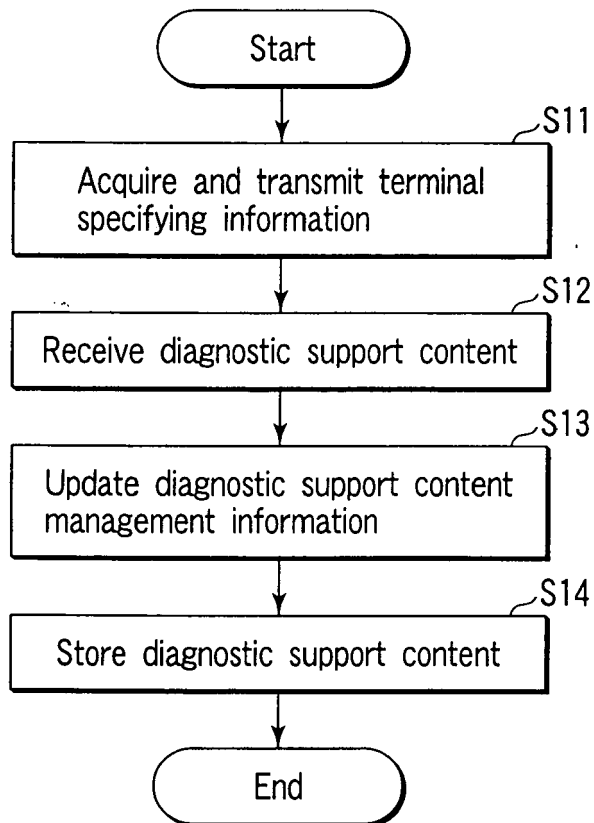 Start
S11
Acquire and transmit terminal
specifying information
S12
Receive diagnostic support content
S13
Update diagnostic support content
management information
S14
Store diagnostic support content
End